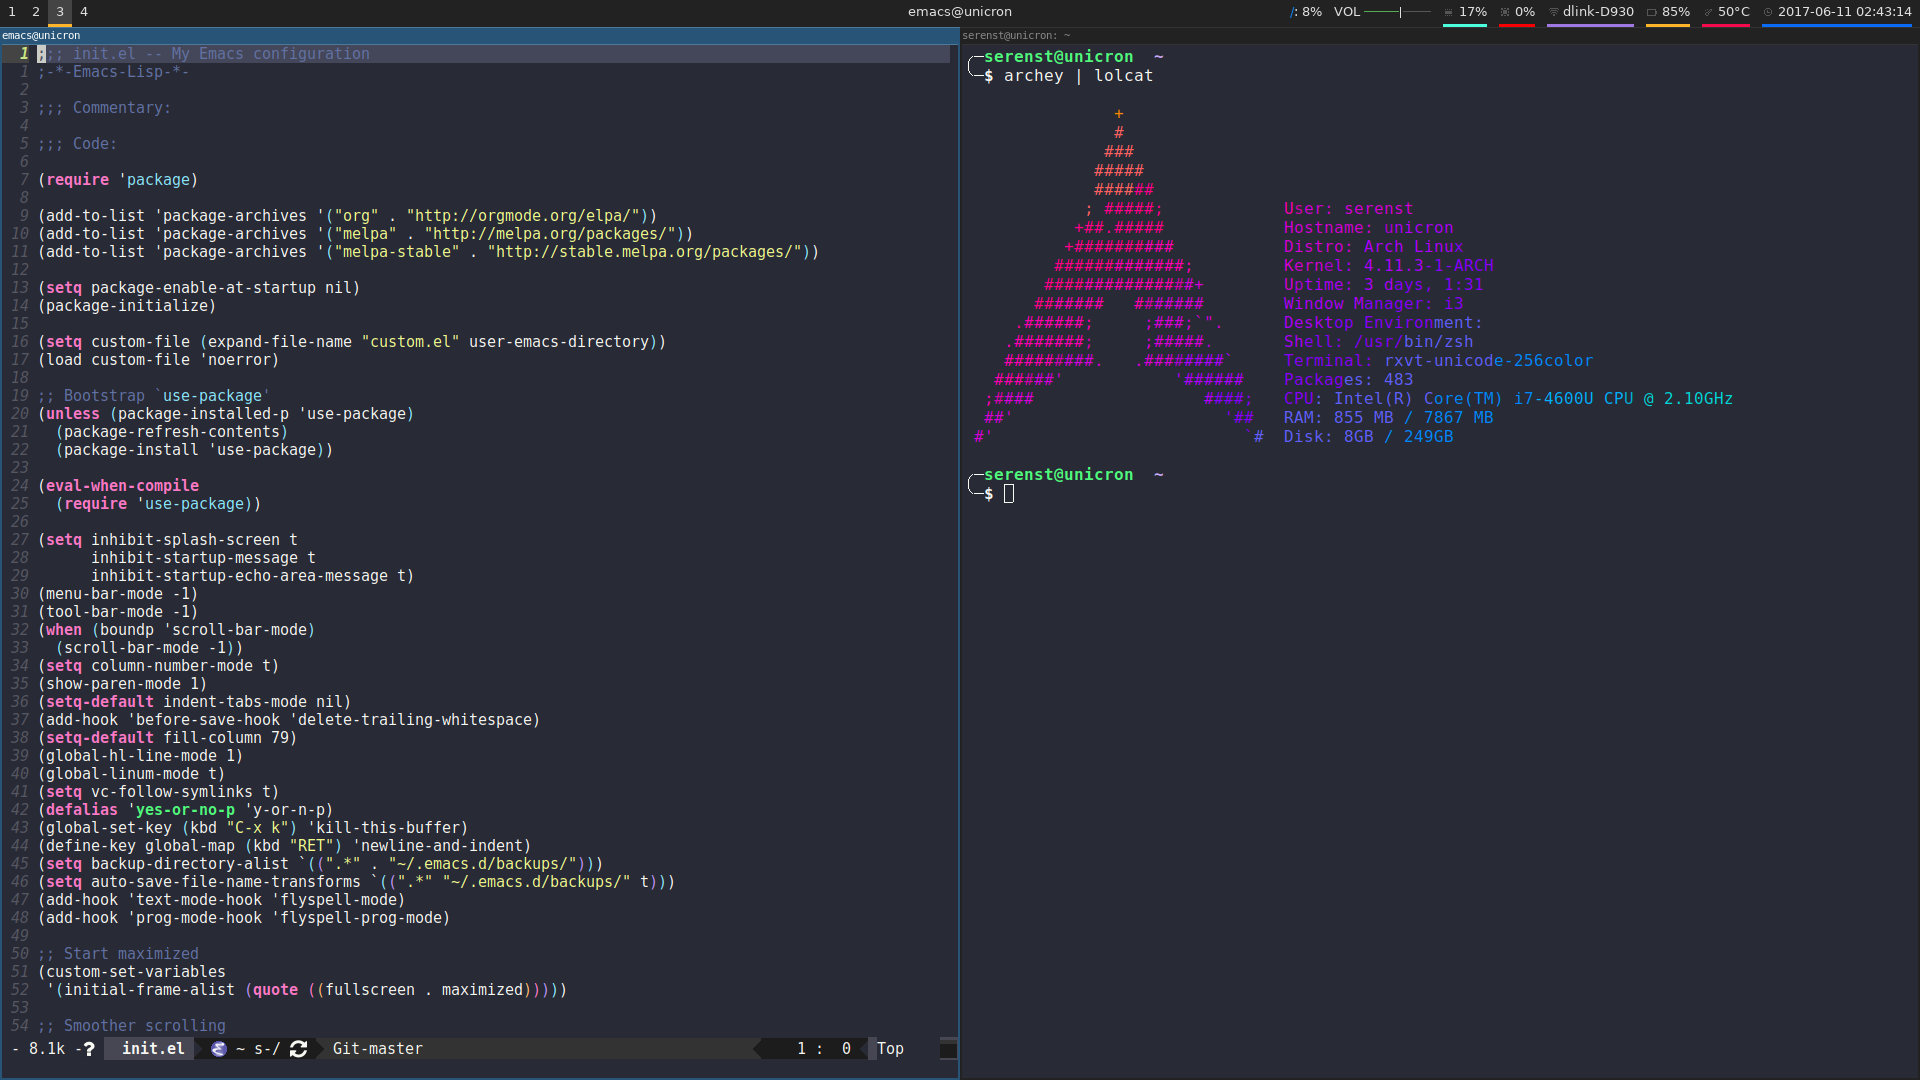 1 2 3 4 emacs@unicron /: 8% VOL 17% 0% dlink-D930 85% 50°C 2017-06-11 02:43:14
emacs@unicron
1 ;;; init.el -- My Emacs configuration
1 ;-*-Emacs-Lisp-*-
2
3 ;;; Commentary:
4
5 ;;; Code:
6
7 (require 'package)
8
9 (add-to-list 'package-archives '("org" . "http://orgmode.org/elpa/"))
10 (add-to-list 'package-archives '("melpa" . "http://melpa.org/packages/"))
11 (add-to-list 'package-archives '("melpa-stable" . "http://stable.melpa.org/packages/"))
12
13 (setq package-enable-at-startup nil)
14 (package-initialize)
15
16 (setq custom-file (expand-file-name "custom.el" user-emacs-directory))
17 (load custom-file 'noerror)
18
19 ;; Bootstrap `use-package'
20 (unless (package-installed-p 'use-package)
21   (package-refresh-contents)
22   (package-install 'use-package))
23
24 (eval-when-compile
25   (require 'use-package))
26
27 (setq inhibit-splash-screen t
28       inhibit-startup-message t
29       inhibit-startup-echo-area-message t)
30 (menu-bar-mode -1)
31 (tool-bar-mode -1)
32 (when (boundp 'scroll-bar-mode)
33   (scroll-bar-mode -1))
34 (setq column-number-mode t)
35 (show-paren-mode 1)
36 (setq-default indent-tabs-mode nil)
37 (add-hook 'before-save-hook 'delete-trailing-whitespace)
38 (setq-default fill-column 79)
39 (global-hl-line-mode 1)
40 (global-linum-mode t)
41 (setq vc-follow-symlinks t)
42 (defalias 'yes-or-no-p 'y-or-n-p)
43 (global-set-key (kbd "C-x k") 'kill-this-buffer)
44 (define-key global-map (kbd "RET") 'newline-and-indent)
45 (setq backup-directory-alist `((".*" . "~/.emacs.d/backups/")))
46 (setq auto-save-file-name-transforms `((".*" "~/.emacs.d/backups/" t)))
47 (add-hook 'text-mode-hook 'flyspell-mode)
48 (add-hook 'prog-mode-hook 'flyspell-prog-mode)
49
50 ;; Start maximized
51 (custom-set-variables
52  '(initial-frame-alist (quote ((fullscreen . maximized)))))
53
54 ;; Smoother scrolling
- 8.1k -? init.el ~ s-/ Git-master 1 : 0 Top
serenst@unicron: ~
serenst@unicron ~
$ archey | lolcat
              +
              #
             ###
            #####
            ######
           ; #####;             User: serenst
          +##.#####             Hostname: unicron
         +##########            Distro: Arch Linux
        #############;          Kernel: 4.11.3-1-ARCH
       ###############+         Uptime: 3 days, 1:31
      #######   #######         Window Manager: i3
    .######;     ;###;`".       Desktop Environment:
   .#######;     ;#####.        Shell: /usr/bin/zsh
   #########.   .########`      Terminal: rxvt-unicode-256color
  ######'           '######     Packages: 483
 ;####                 ####;    CPU: Intel(R) Core(TM) i7-4600U CPU @ 2.10GHz
 ##'                     '##    RAM: 855 MB / 7867 MB
#'                         `#  Disk: 8GB / 249GB
serenst@unicron ~
$